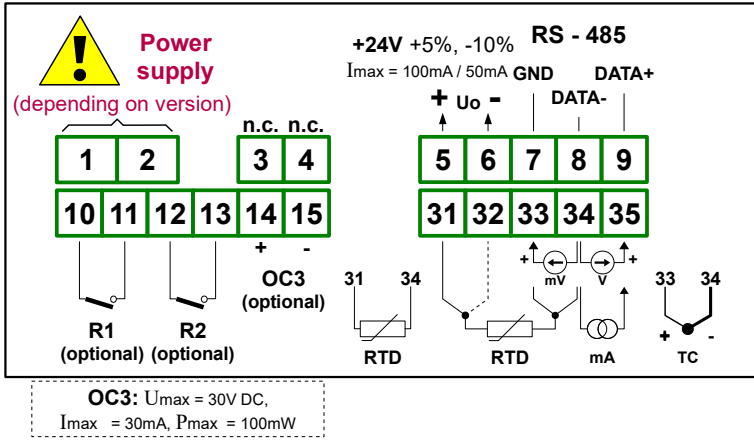 Power
supply
(depending on version)
+24V +5%, -10%
Imax = 100mA / 50mA
RS - 485
GND
DATA+
DATA-
+ Uo -
n.c. n.c.
1 2 3 4 5 6 7 8 9
10 11 12 13 14 15 31 32 33 34 35
+ -
OC3
(optional)
R1
(optional)
R2
(optional)
31 34
RTD
+ mV
V +
RTD
mA
33 34
+ -
TC
OC3: Umax = 30V DC,
Imax = 30mA, Pmax = 100mW